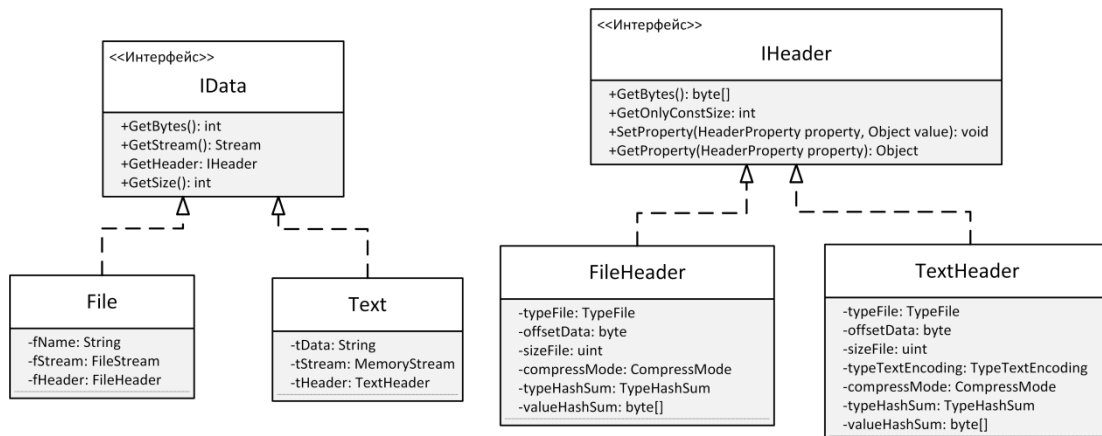 <<Интерфейс>>
IData
+GetBytes(): int
+GetStream(): Stream
+GetHeader: IHeader
+GetSize(): int
<<Интерфейс>>
IHeader
+GetBytes(): byte[]
+GetOnlyConstSize: int
+SetProperty(HeaderProperty property, Object value): void
+GetProperty(HeaderProperty property): Object
File
-fName: String
-fStream: FileStream
-fHeader: FileHeader
Text
-tData: String
-tStream: MemoryStream
-tHeader: TextHeader
FileHeader
-typeFile: TypeFile
-offsetData: byte
-sizeFile: uint
-compressMode: CompressMode
-typeHashSum: TypeHashSum
-valueHashSum: byte[]
TextHeader
-typeFile: TypeFile
-offsetData: byte
-sizeFile: uint
-typeTextEncoding: TypeTextEncoding
-compressMode: CompressMode
-typeHashSum: TypeHashSum
-valueHashSum: byte[]